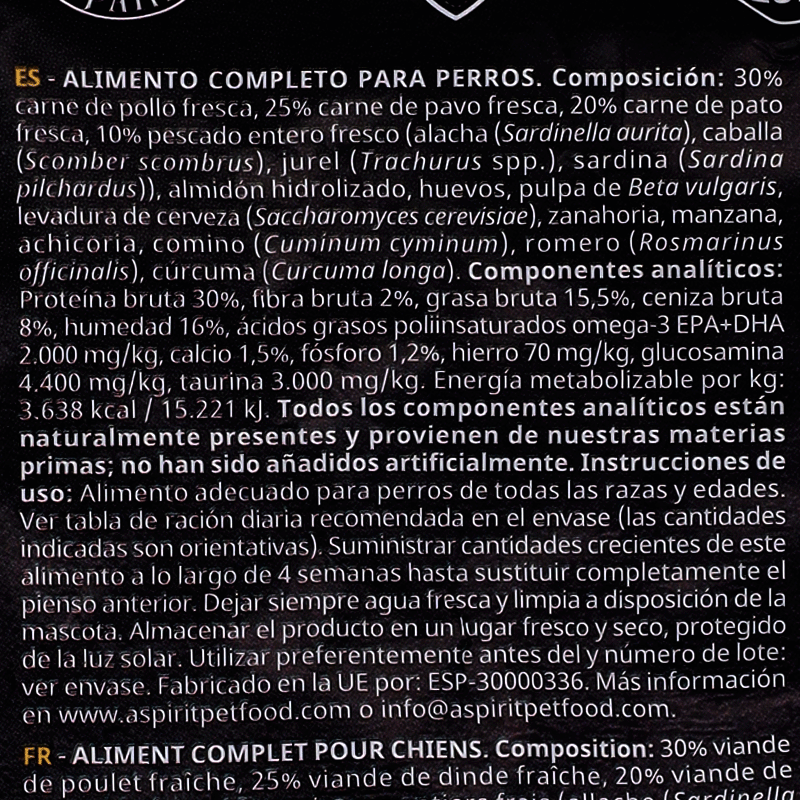 ES - ALIMENTO COMPLETO PARA PERROS. Composición: 30%
carne de pollo fresca, 25% carne de pavo fresca, 20% carne de pato
fresca, 10% pescado entero fresco (alacha (Sardinella aurita), caballa
(Scomber scombrus), jurel (Trachurus spp.), sardina (Sardina
pilchardus)), almidón hidrolizado, huevos, pulpa de Beta vulgaris,
levadura de cerveza (Saccharomyces cerevisiae), zanahoria, manzana,
achicoria, comino (Cuminum cyminum), romero (Rosmarinus
officinalis), cúrcuma (Curcuma longa). Componentes analíticos:
Proteína bruta 30%, fibra bruta 2%, grasa bruta 15,5%, ceniza bruta
8%, humedad 16%, ácidos grasos poliinsaturados omega-3 EPA+DHA
2.000 mg/kg, calcio 1,5%, fósforo 1,2%, hierro 70 mg/kg, glucosamina
4.400 mg/kg, taurina 3.000 mg/kg. Energía metabolizable por kg:
3.638 kcal / 15.221 kJ. Todos los componentes analíticos están
naturalmente presentes y provienen de nuestras materias
primas; no han sido añadidos artificialmente. Instrucciones de
uso: Alimento adecuado para perros de todas las razas y edades.
Ver tabla de ración diaria recomendada en el envase (las cantidades
indicadas son orientativas). Suministrar cantidades crecientes de este
alimento a lo largo de 4 semanas hasta sustituir completamente el
pienso anterior. Dejar siempre agua fresca y limpia a disposición de la
mascota. Almacenar el producto en un lugar fresco y seco, protegido
de la luz solar. Utilizar preferentemente antes del y número de lote:
ver envase. Fabricado en la UE por: ESP-30000336. Más información
en www.aspiritpetfood.com o info@aspiritpetfood.com.
FR - ALIMENT COMPLET POUR CHIENS. Composition: 30% viande
de poulet fraîche, 25% viande de dinde fraîche, 20% viande de
(Sardinella